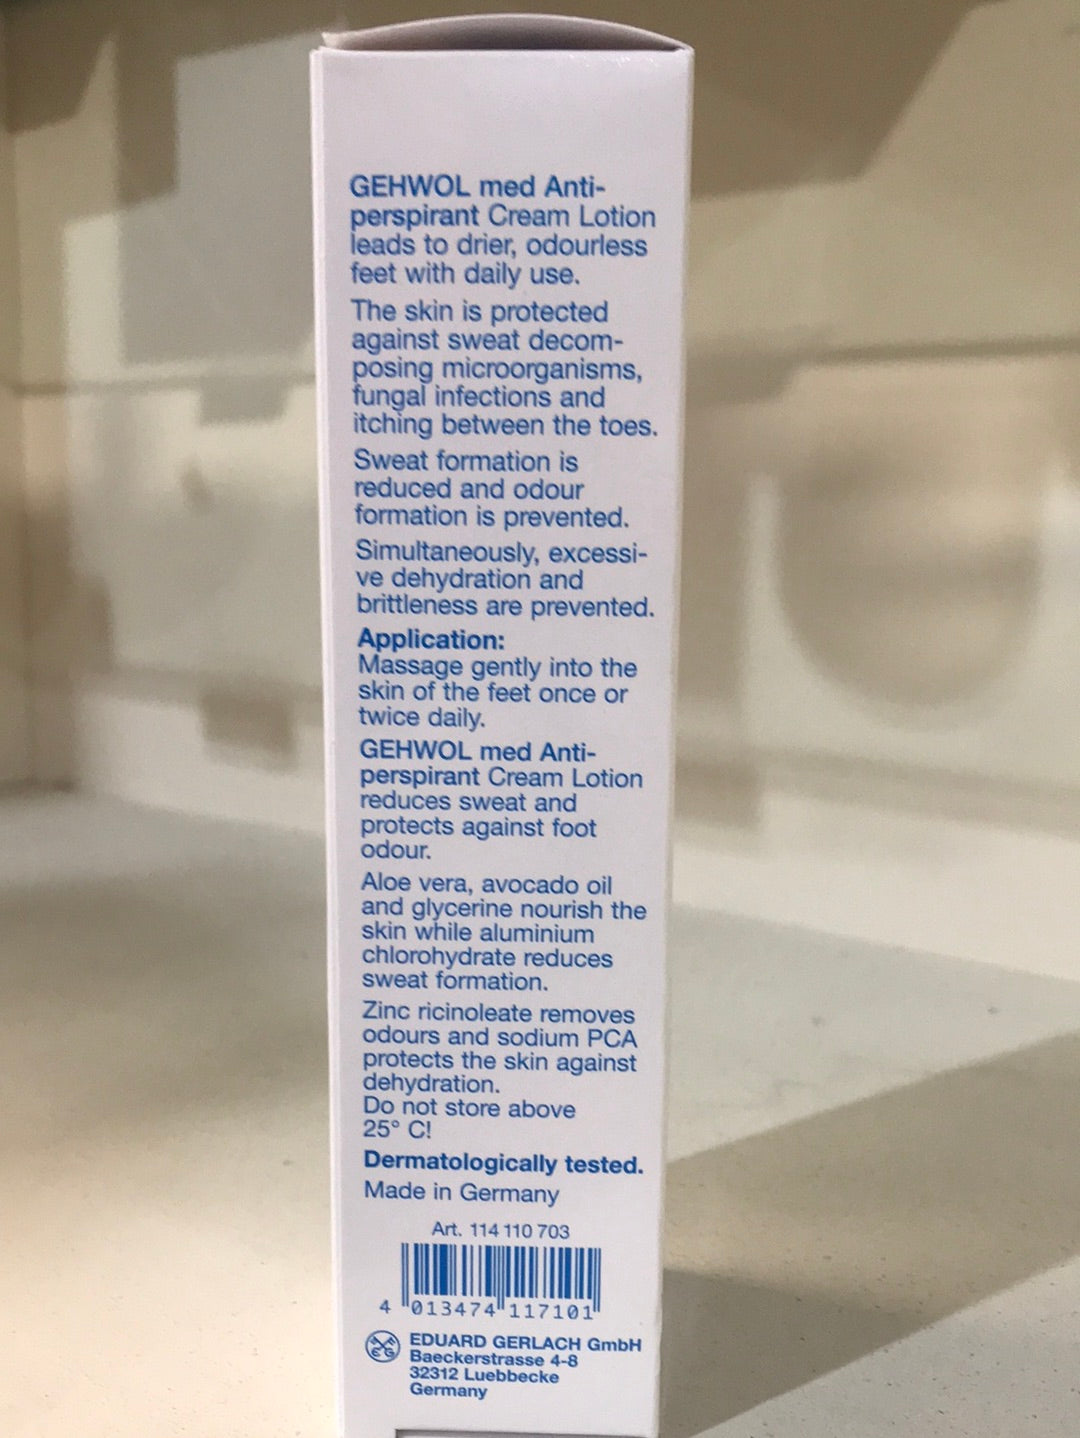 GEHWOL med Anti-
perspirant Cream Lotion
leads to drier, odourless
feet with daily use.
The skin is protected
against sweat decom-
posing microorganisms,
fungal infections and
itching between the toes.
Sweat formation is
reduced and odour
formation is prevented.
Simultaneously, excessi-
ve dehydration and
brittleness are prevented.
Application:
Massage gently into the
skin of the feet once or
twice daily.
GEHWOL med Anti-
perspirant Cream Lotion
reduces sweat and
protects against foot
odour.
Aloe vera, avocado oil
and glycerine nourish the
skin while aluminium
chlorohydrate reduces
sweat formation.
Zinc ricinoleate removes
odours and sodium PCA
protects the skin against
dehydration.
Do not store above
25° C!
Dermatologically tested.
Made in Germany
Art. 114 110 703
4 013474 117101
EG EDUARD GERLACH GmbH
Baeckerstrasse 4-8
32312 Luebbecke
Germany